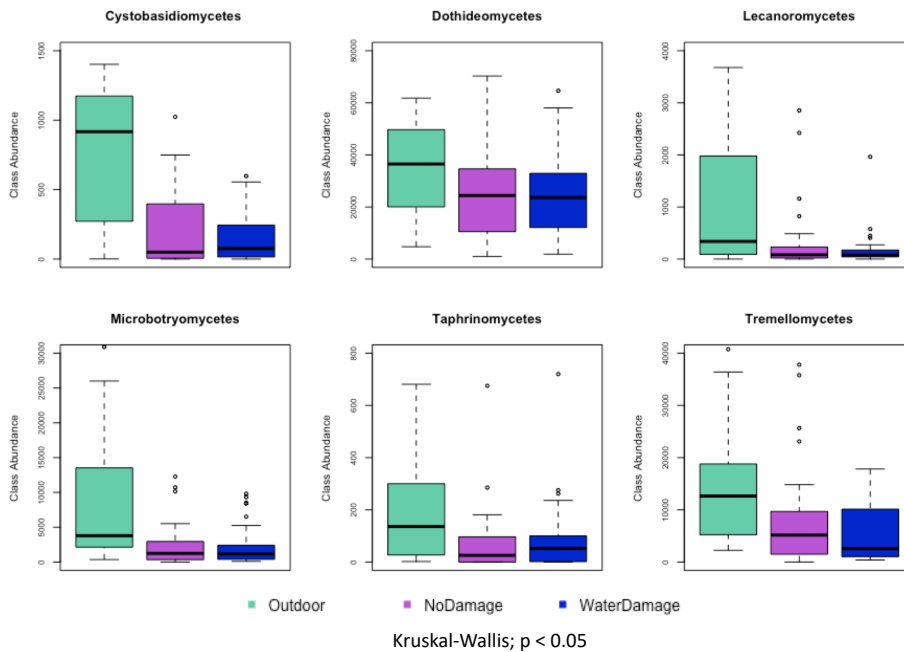 Cystobasidiomycetes
Dothideomycetes
Lecanoromycetes
Class Abundance
0
500
1000
1500
Class Abundance
0
20000
40000
60000
80000
Class Abundance
0
1000
2000
3000
4000
Microbotryomycetes
Taphrinomycetes
Tremellomycetes
Class Abundance
0
5000
10000
15000
20000
25000
30000
Class Abundance
0
200
400
600
800
Class Abundance
0
10000
20000
30000
40000
Outdoor NoDamage WaterDamage
Kruskal-Wallis; p < 0.05